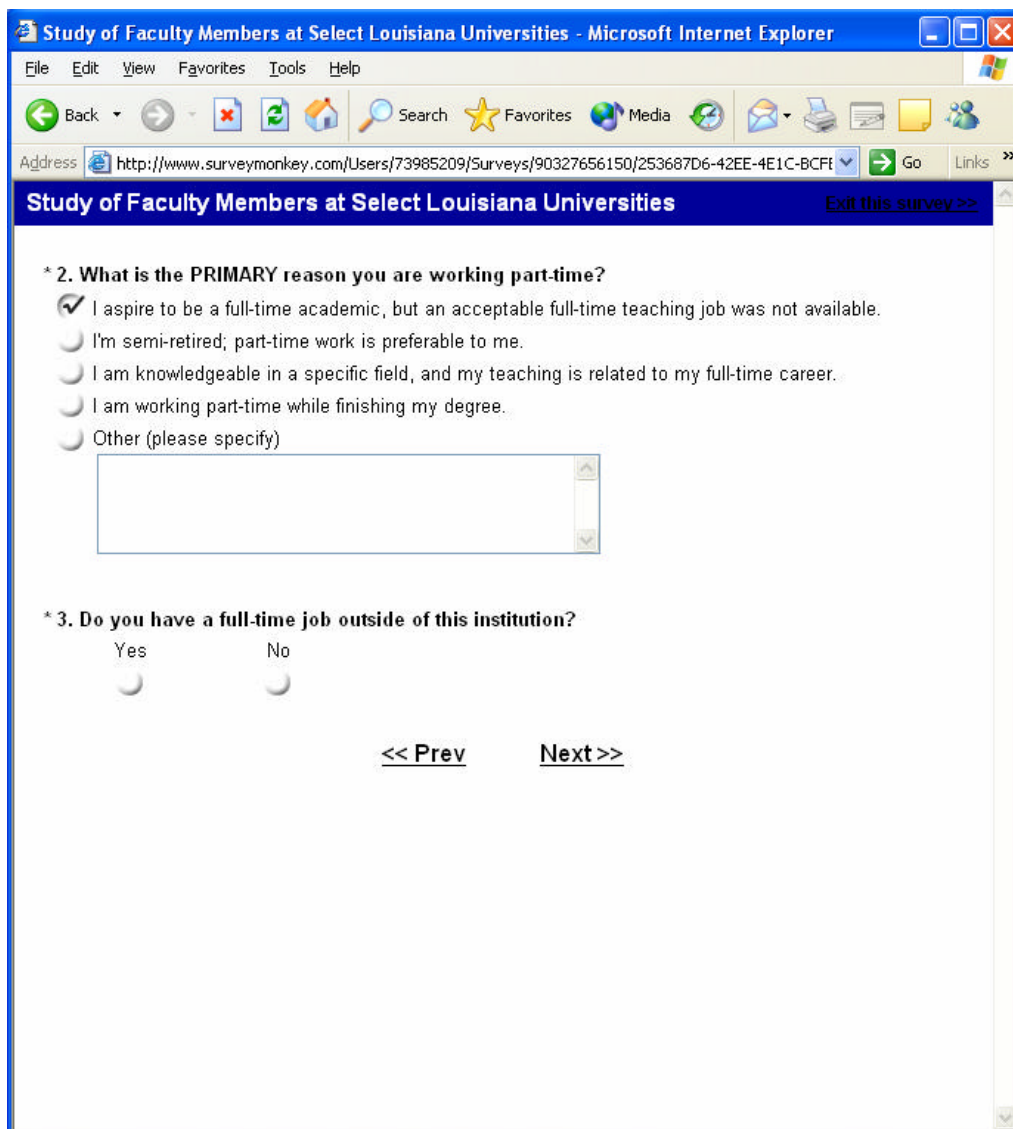 Study of Faculty Members at Select Louisiana Universities - Microsoft Internet Explorer
File Edit View Favorites Tools Help
Back Search Favorites Media
Address http://www.surveymonkey.com/Users/73985209/Surveys/90327656150/253687D6-42EE-4E1C-BCFE Go Links »
Study of Faculty Members at Select Louisiana Universities Exit this survey >>
* 2. What is the PRIMARY reason you are working part-time?
I aspire to be a full-time academic, but an acceptable full-time teaching job was not available.
I'm semi-retired; part-time work is preferable to me.
I am knowledgeable in a specific field, and my teaching is related to my full-time career.
I am working part-time while finishing my degree.
Other (please specify)
* 3. Do you have a full-time job outside of this institution?
Yes No
<< Prev Next >>